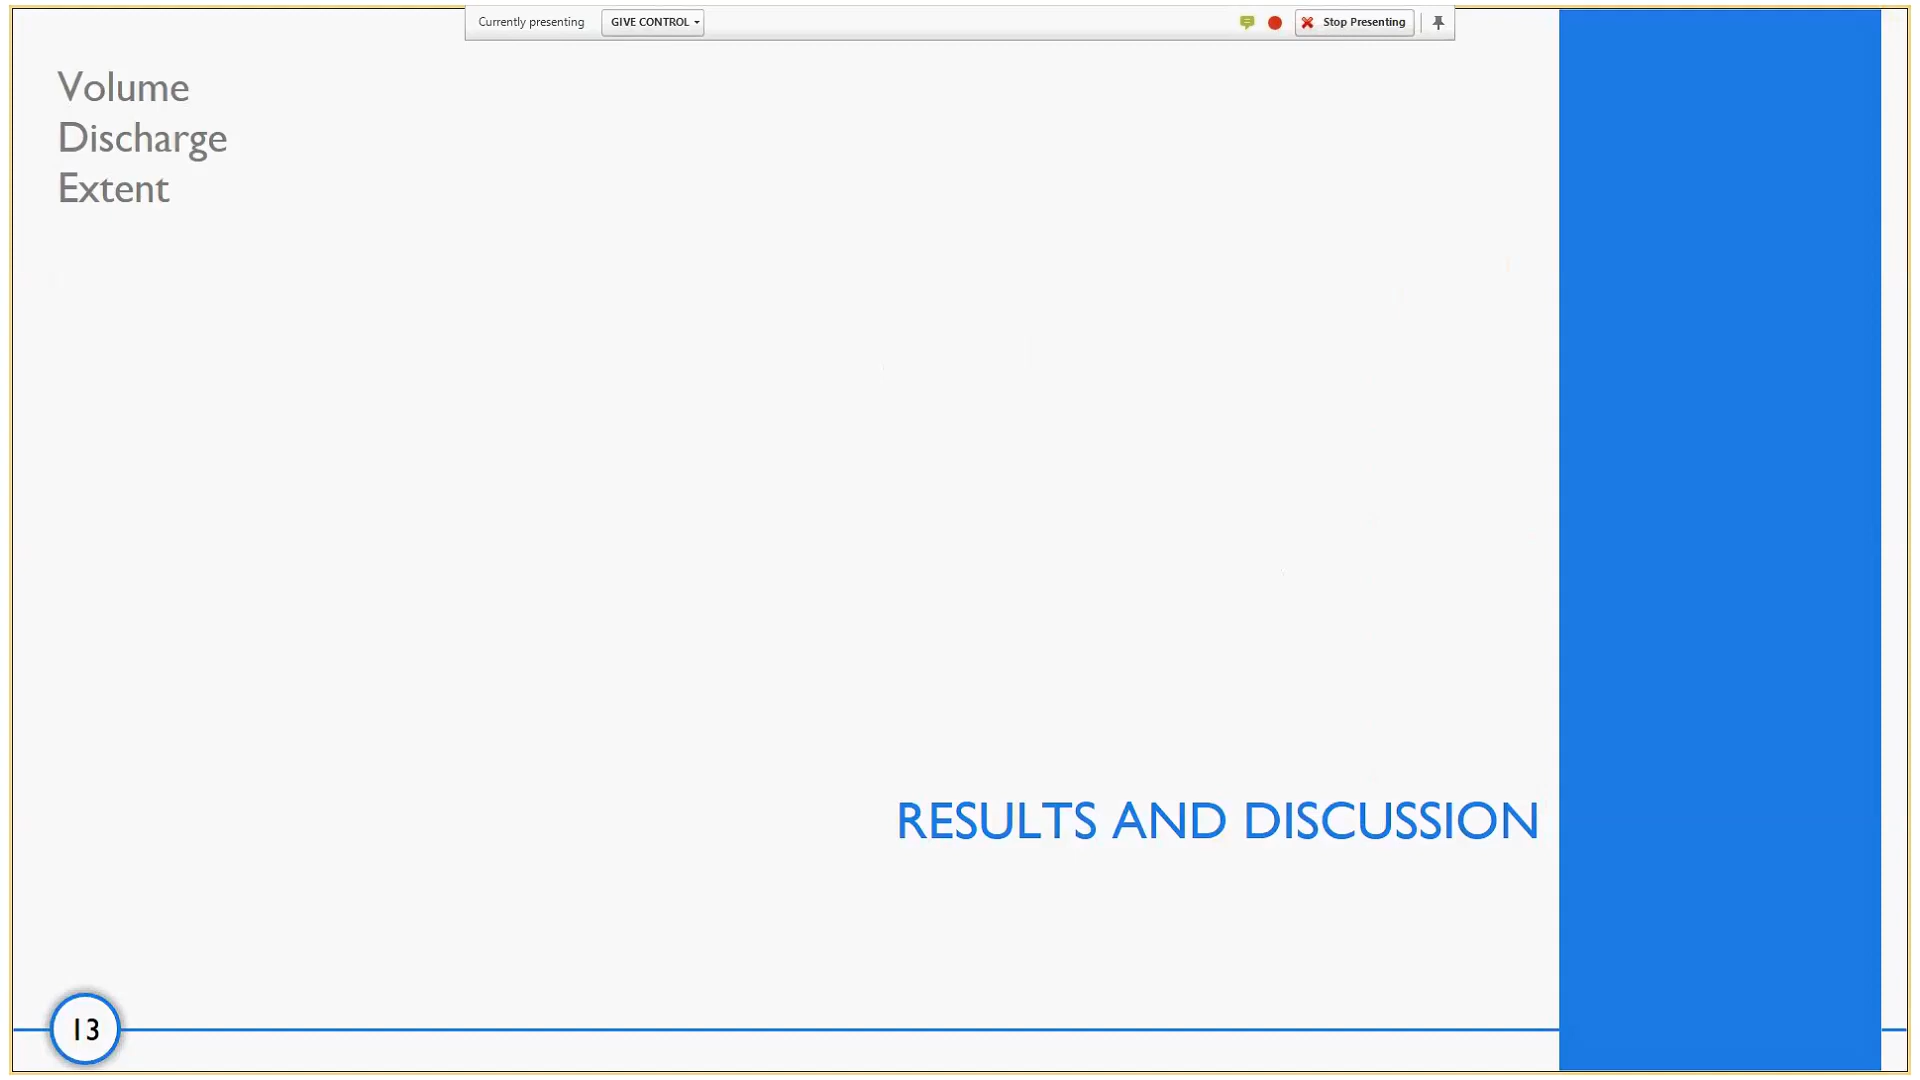 Currently presenting GIVE CONTROL Stop Presenting
Volume
Discharge
Extent
RESULTS AND DISCUSSION
13